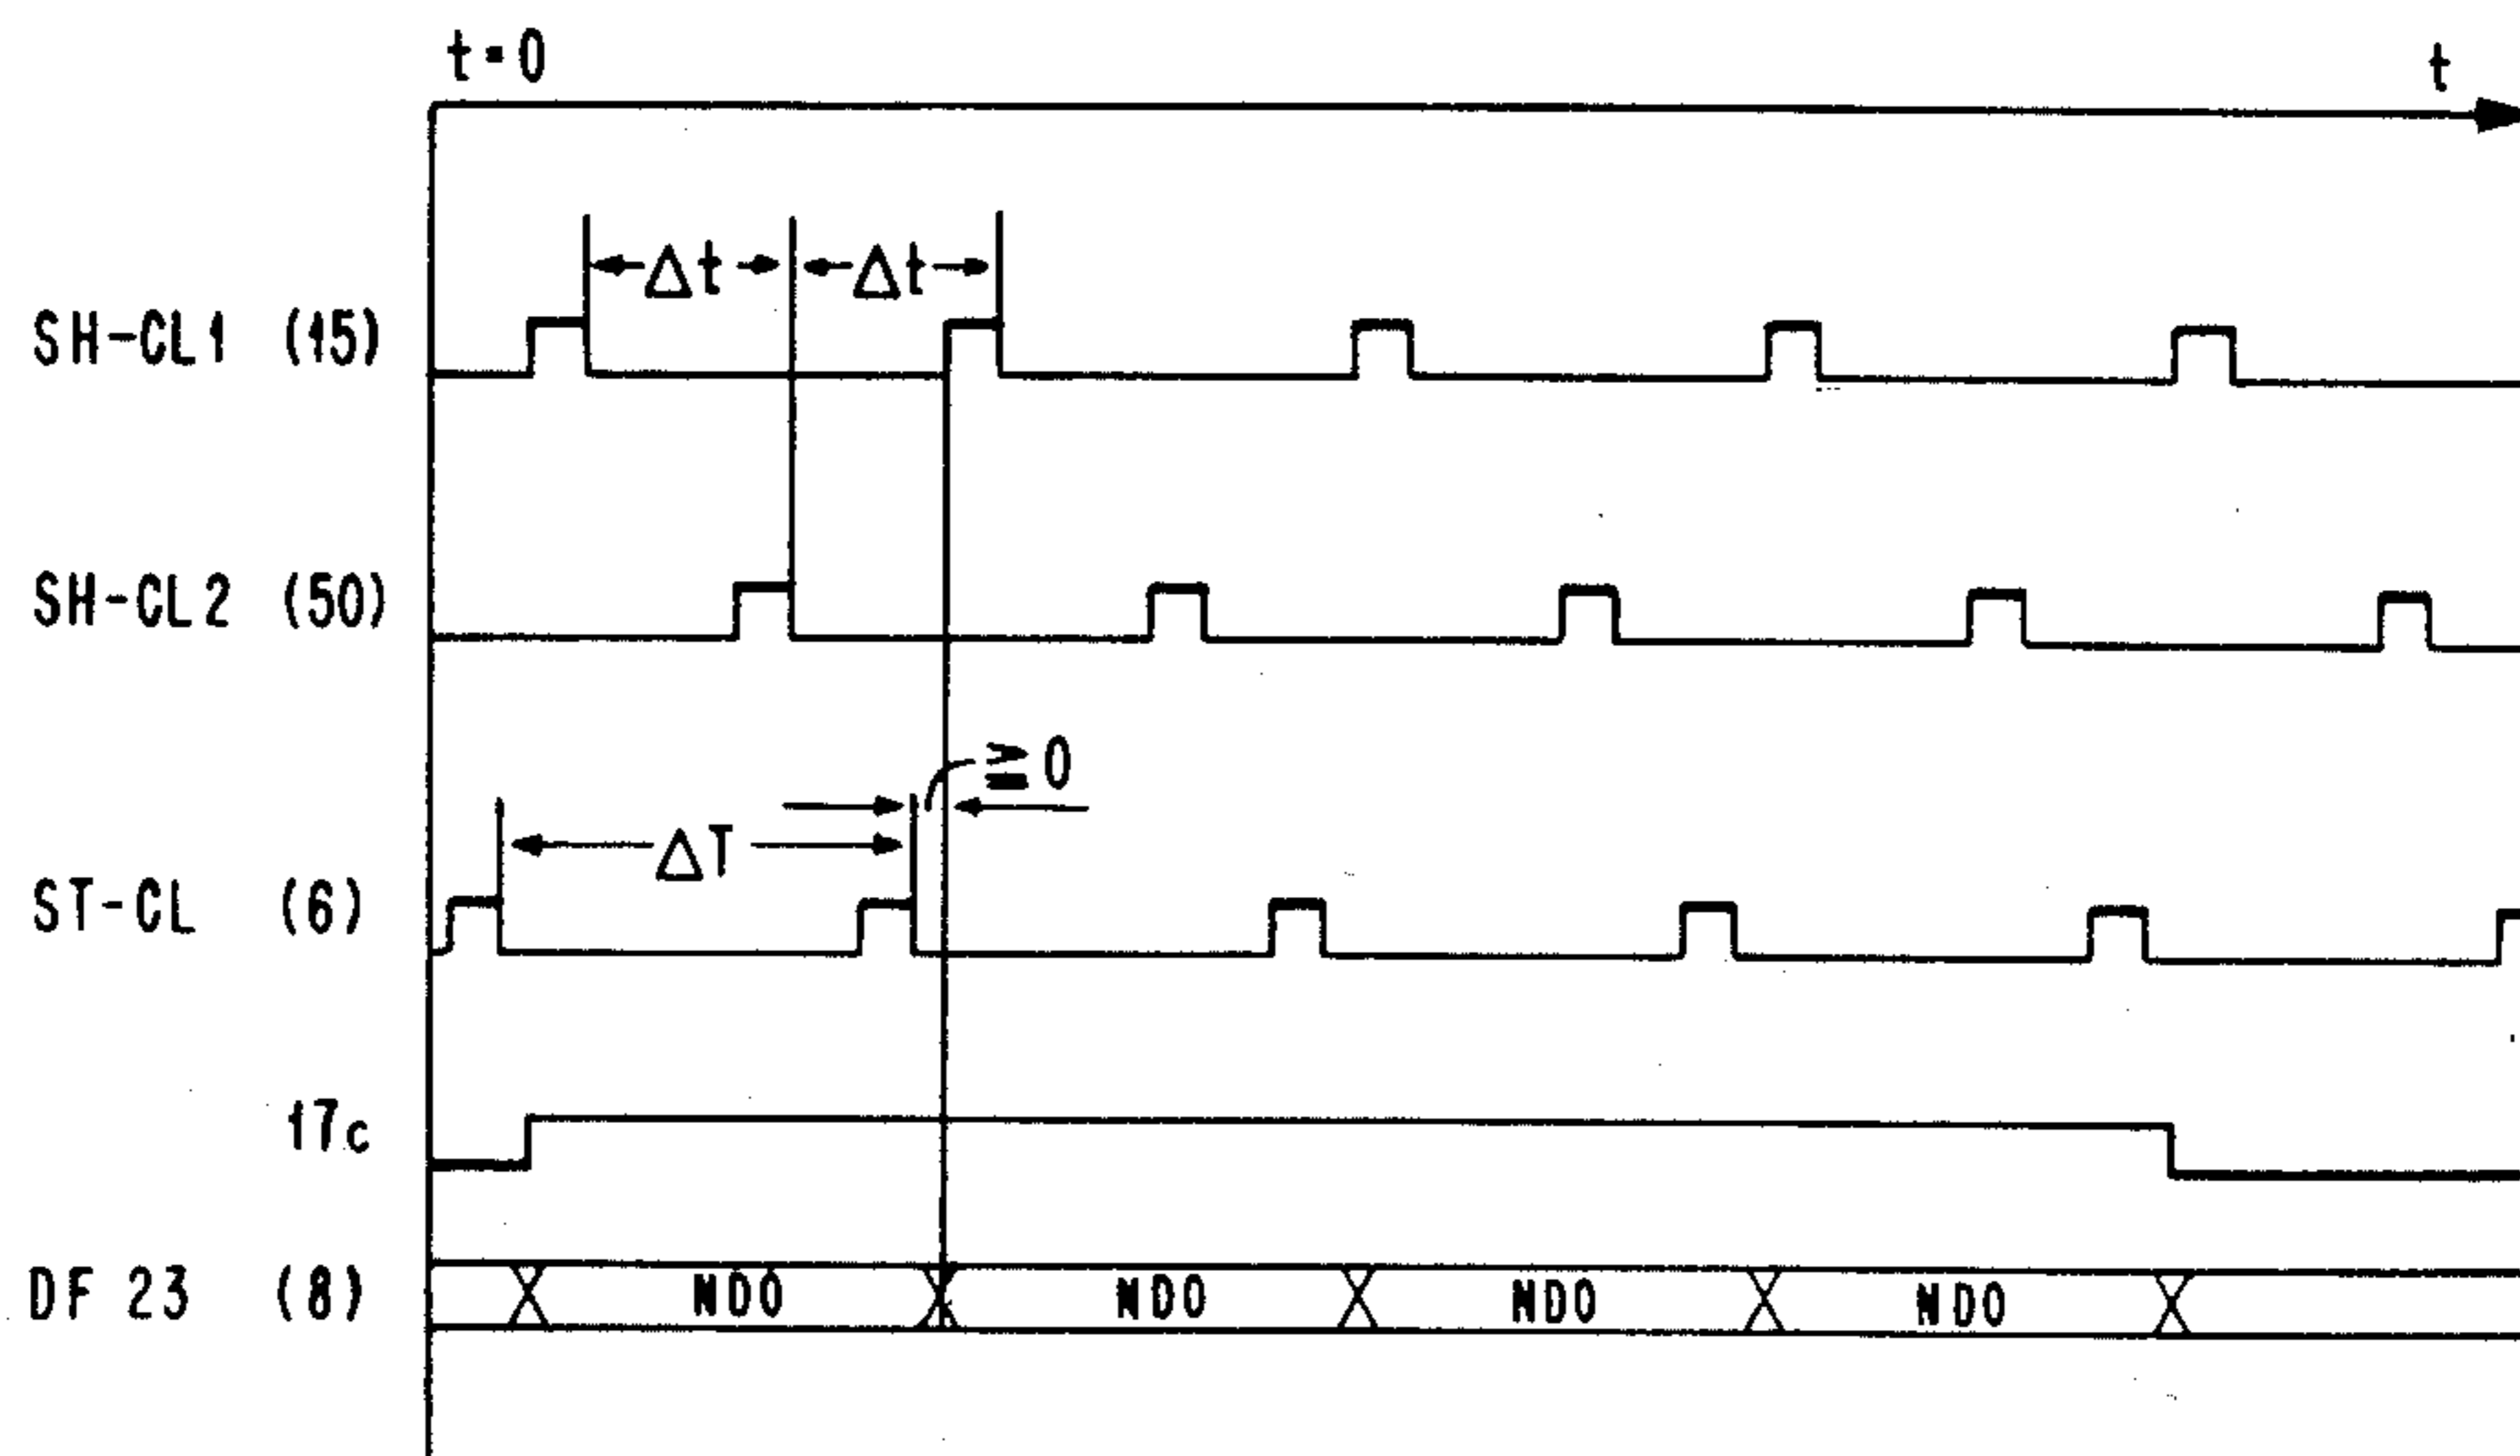 t=0 t
Δt Δt
SH-CL1 (15)
SH-CL2 (50)
≧0
ΔT
ST-CL (6)
17c
DF 23 (8) NDO NDO NDO NDO